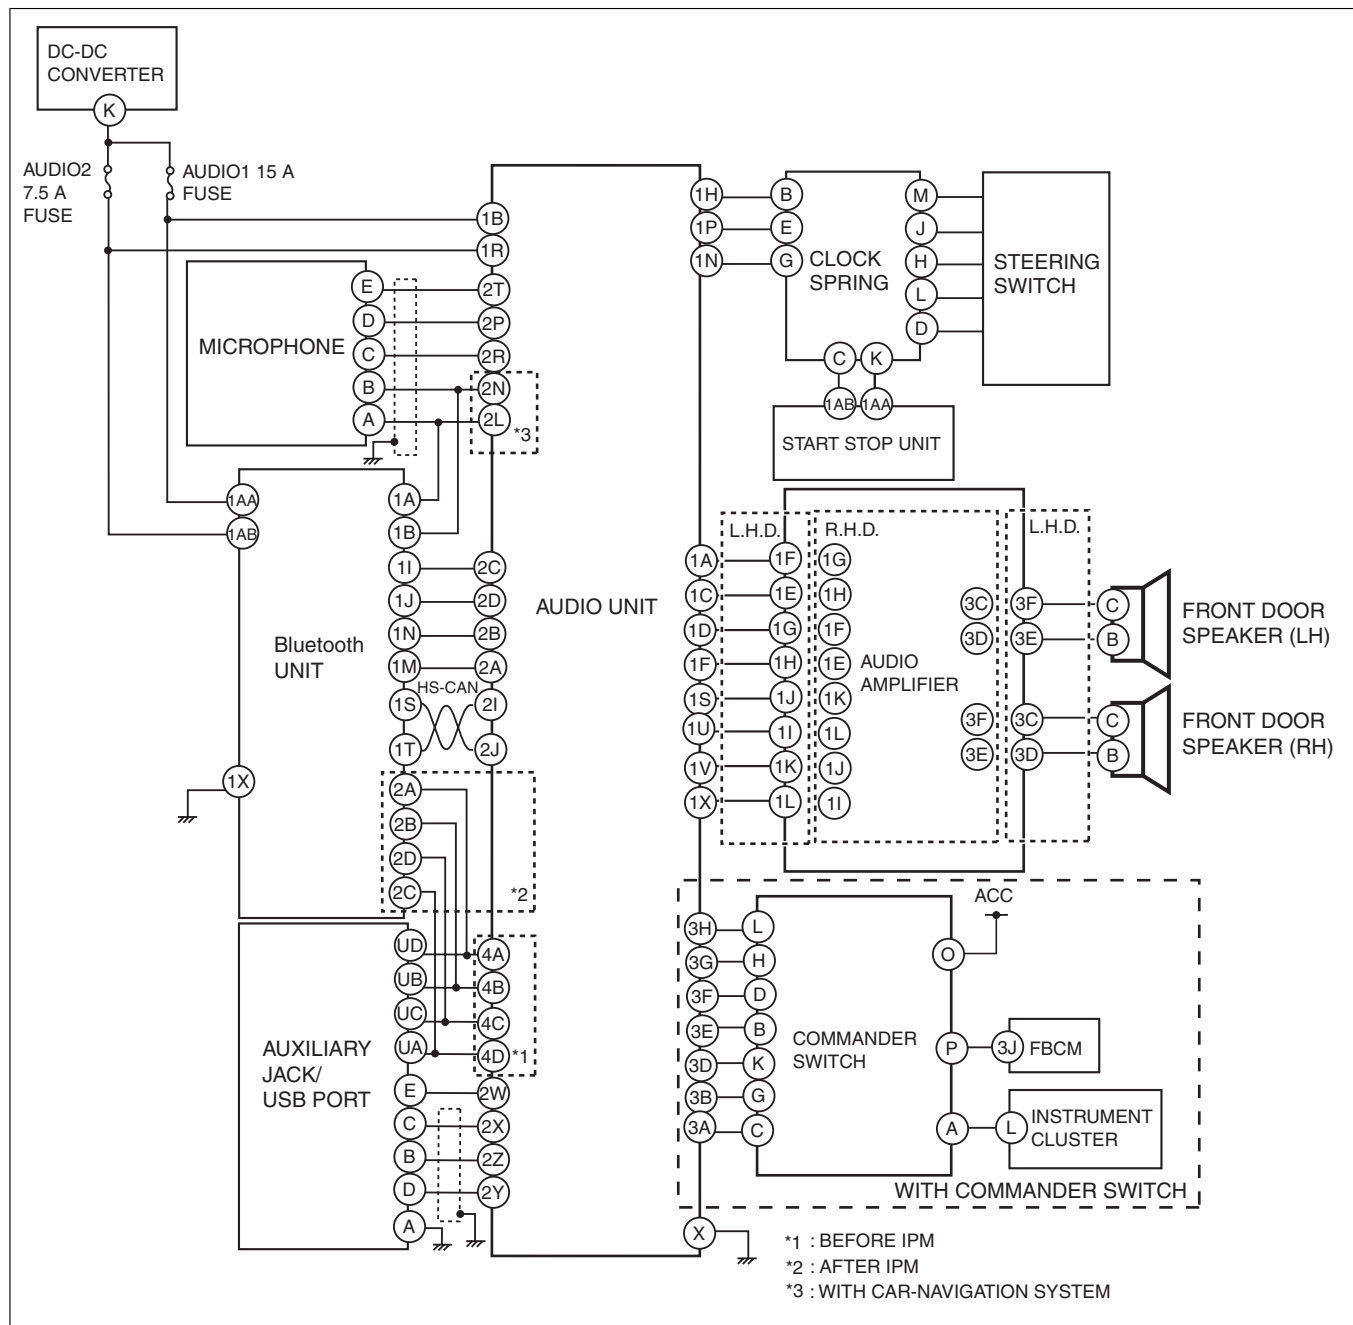 DC-DC
CONVERTER
K
AUDIO2
7.5 A
FUSE
AUDIO1 15 A
FUSE
1B
1R
MICROPHONE
E
D
C
B
A
2T
2P
2R
2N
2L
*3
1H
1P
1N
B
E
G
CLOCK
SPRING
M
J
H
L
D
STEERING
SWITCH
C
K
1AB
1AA
START STOP UNIT
1AA
1AB
1X
Bluetooth
UNIT
1A
1B
1I
1J
1N
1M
1S
1T
HS-CAN
2C
2D
2B
2A
2I
2J
2A
2B
2D
2C
*2
AUDIO UNIT
1A
1C
1D
1F
1S
1U
1V
1X
L.H.D.
1F
1E
1G
1H
1J
1I
1K
1L
R.H.D.
1G
1H
1F
1E
1K
1L
1J
1I
AUDIO
AMPLIFIER
3C
3D
3F
3E
L.H.D.
3F
3E
3C
3D
C
B
FRONT DOOR
SPEAKER (LH)
C
B
FRONT DOOR
SPEAKER (RH)
AUXILIARY
JACK/
USB PORT
UD
UB
UC
UA
E
C
B
D
A
4A
4B
4C
4D
*1
2W
2X
2Z
2Y
3H
3G
3F
3E
3D
3B
3A
L
H
D
B
K
G
C
COMMANDER
SWITCH
ACC
O
P
3J
FBCM
A
L
INSTRUMENT
CLUSTER
WITH COMMANDER SWITCH
X
*1 : BEFORE IPM
*2 : AFTER IPM
*3 : WITH CAR-NAVIGATION SYSTEM